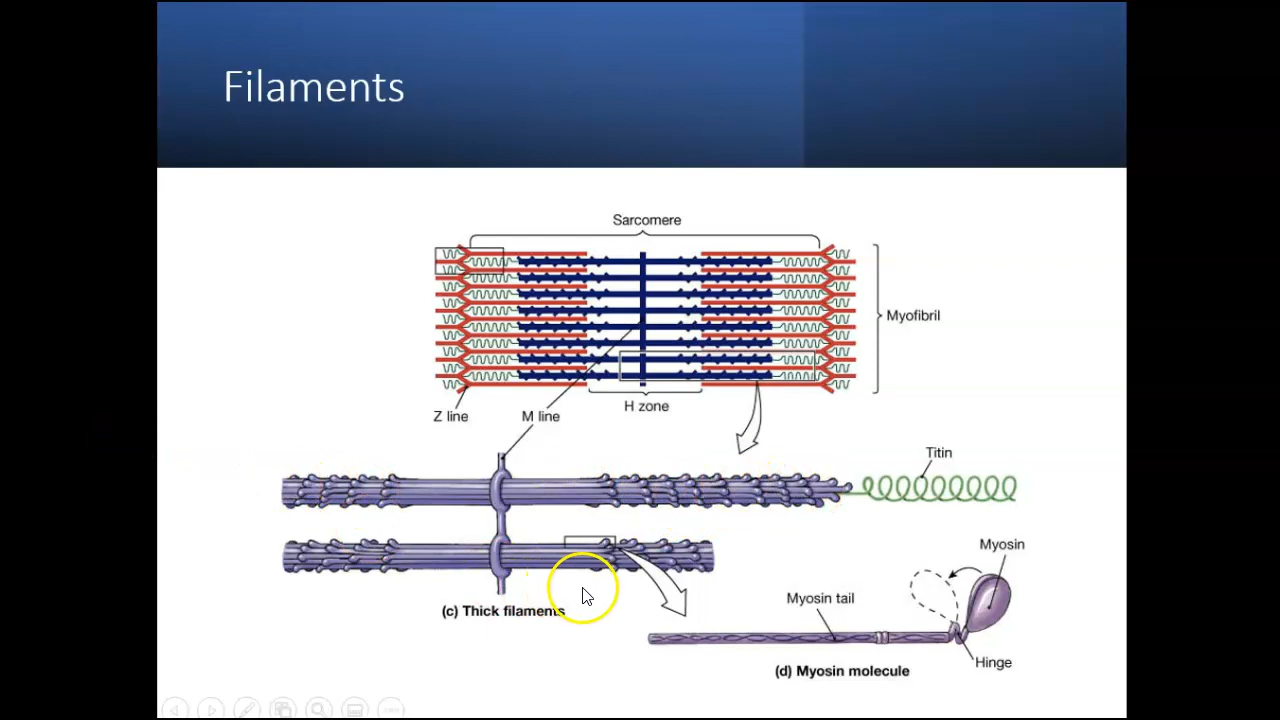 Filaments
Sarcomere
Myofibril
Z line
M line
H zone
Titin
Myosin
Myosin tail
(c) Thick filaments
Hinge
(d) Myosin molecule